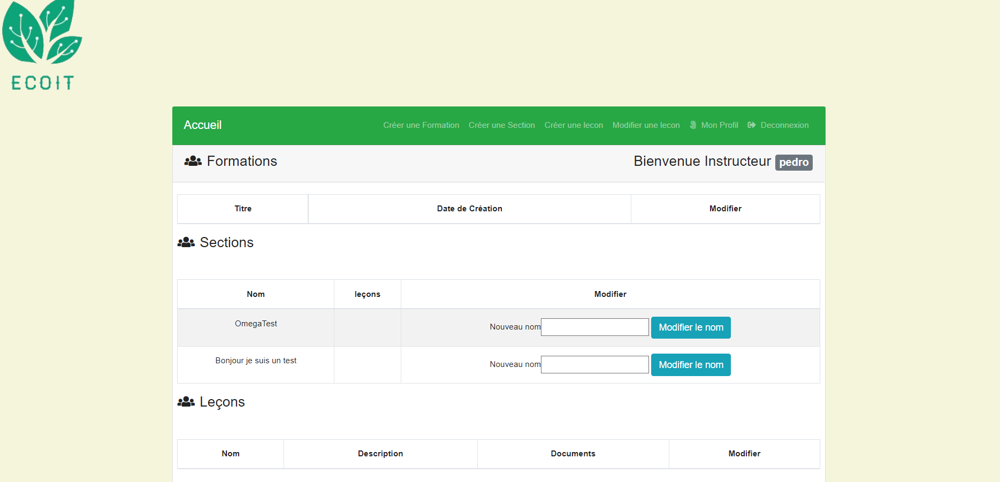 ECOIT
Accueil Créer une Formation Créer une Section Créer une lecon Modifier une lecon Mon Profil Deconnexion
Formations Bienvenue Instructeur pedro
Titre Date de Création Modifier
Sections
Nom leçons Modifier
OmegaTest Nouveau nom Modifier le nom
Bonjour je suis un test Nouveau nom Modifier le nom
Leçons
Nom Description Documents Modifier